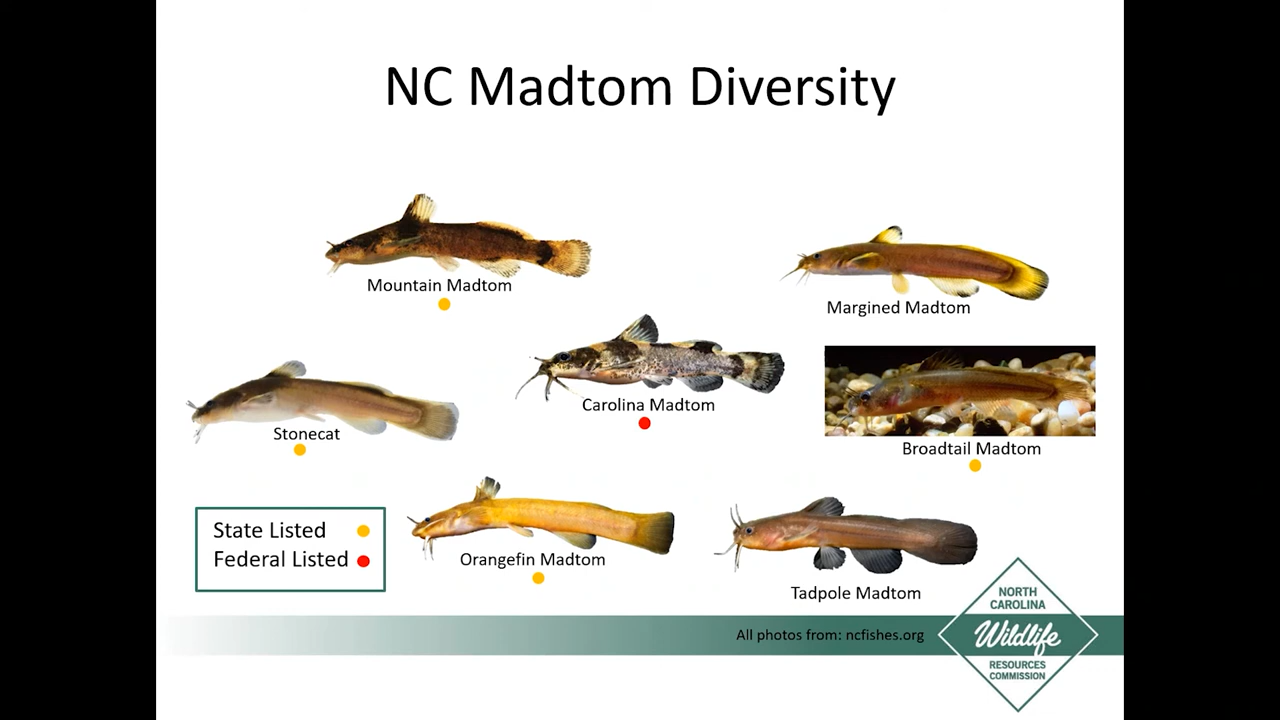 NC Madtom Diversity
Mountain Madtom
Margined Madtom
Carolina Madtom
Stonecat
Broadtail Madtom
State Listed
Federal Listed
Orangefin Madtom
Tadpole Madtom
All photos from: ncfishes.org
NORTH
CAROLINA
Wildlife
RESOURCES
COMMISSION